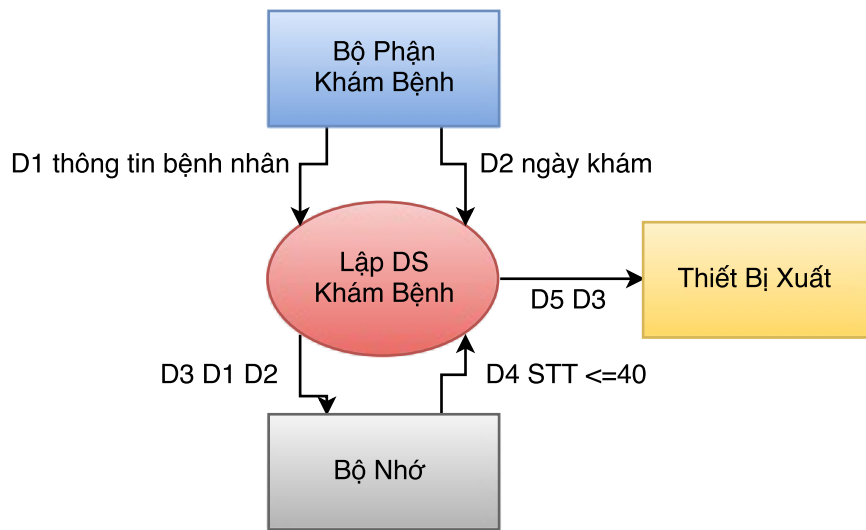 Bộ Phận
Khám Bệnh
D1 thông tin bệnh nhân
D2 ngày khám
Lập DS
Khám Bệnh
Thiết Bị Xuất
D5 D3
D3 D1 D2
D4 STT <=40
Bộ Nhớ